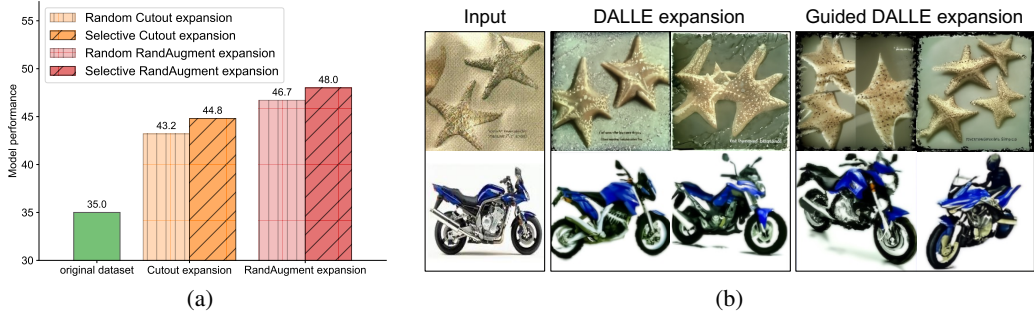 Random Cutout expansion
Selective Cutout expansion
Random RandAugment expansion
Selective RandAugment expansion
Model performance
55
50
45
40
35
30
35.0
43.2
44.8
46.7
48.0
original dataset
Cutout expansion
RandAugment expansion
(a)
Input
DALLE expansion
Guided DALLE expansion
(b)